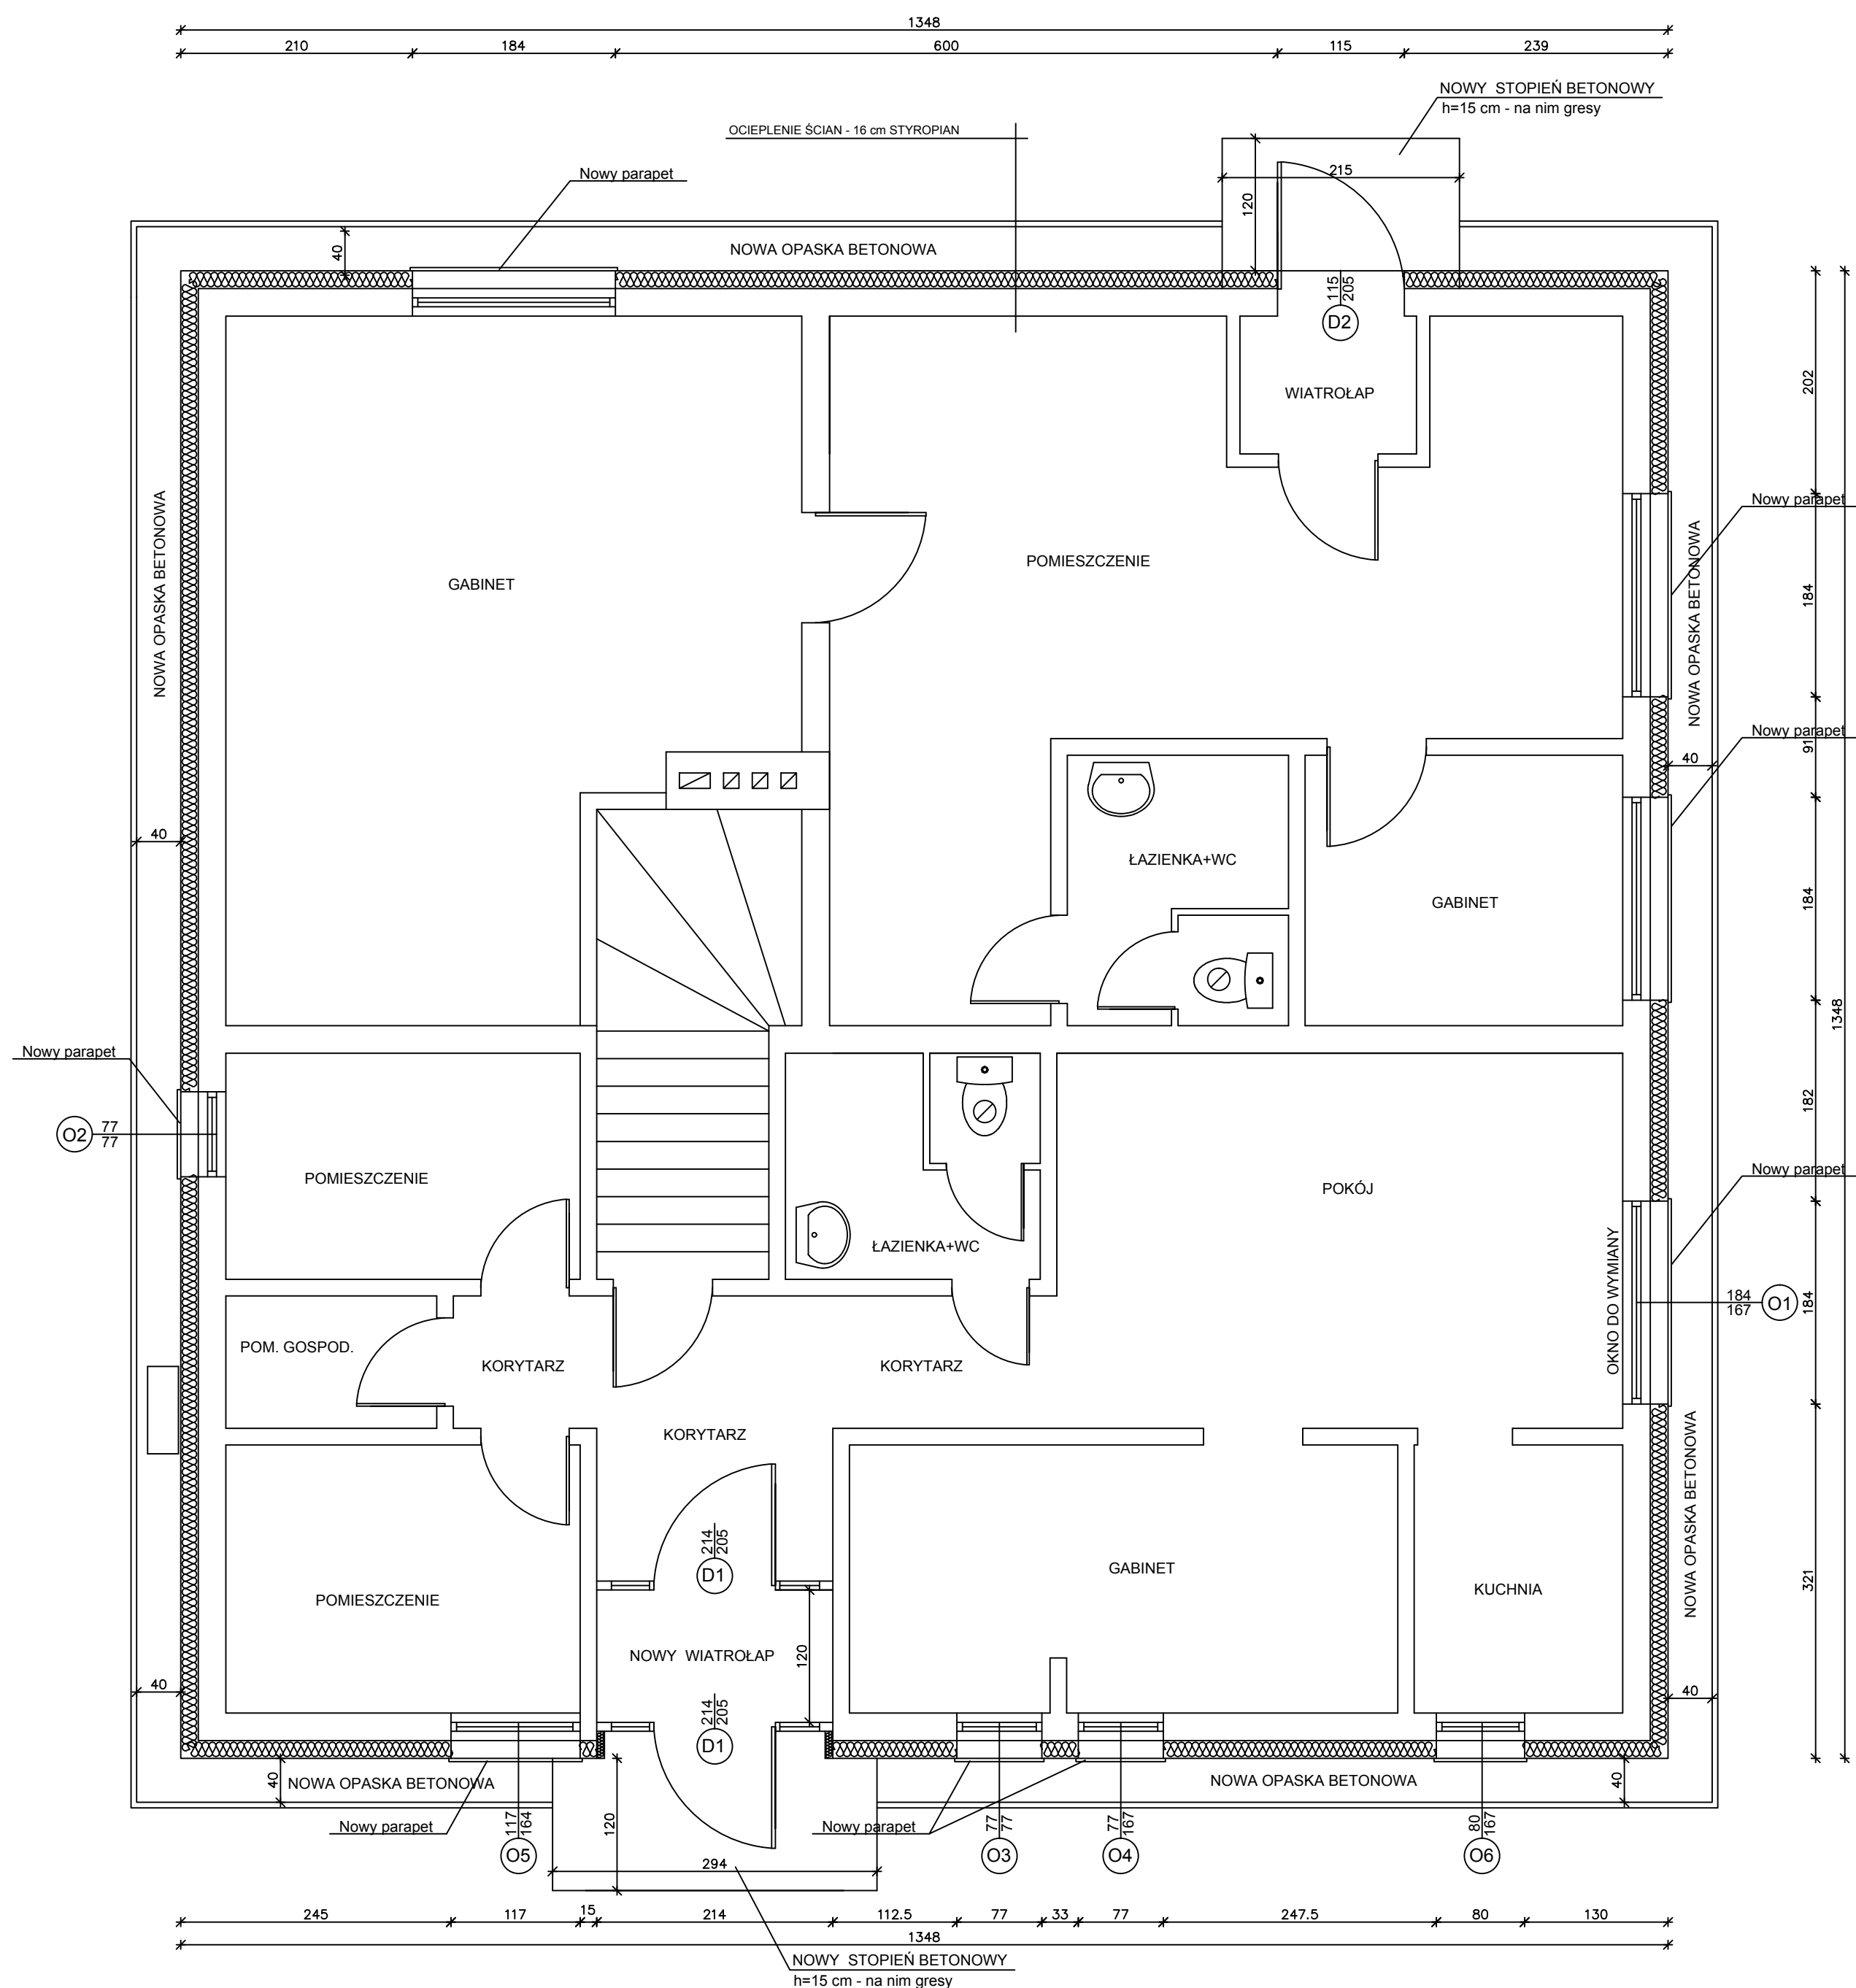 1348
210 184 600 115 239
NOWY STOPIEŃ BETONOWY
h=15 cm - na nim gresy
OCIEPLENIE ŚCIAN - 16 cm STYROPIAN
Nowy parapet
215
120
40
NOWA OPASKA BETONOWA
115
205
D2
WIATROŁAP
202
Nowy parapet
NOWA OPASKA BETONOWA
NOWA OPASKA BETONOWA
POMIESZCZENIE
GABINET
184
Nowy parapet
91
40
40
ŁAZIENKA+WC
GABINET
184
1348
Nowy parapet
182
O2
77
77
POMIESZCZENIE
POKÓJ
Nowy parapet
ŁAZIENKA+WC
OKNO DO WYMIANY
184
167
O1
184
POM. GOSPOD.
KORYTARZ
KORYTARZ
KORYTARZ
NOWA OPASKA BETONOWA
214
205
D1
GABINET
KUCHNIA
321
POMIESZCZENIE
NOWY WIATROŁAP
120
40
40
214
205
D1
40
NOWA OPASKA BETONOWA
NOWA OPASKA BETONOWA
40
Nowy parapet
117
164
O5
120
Nowy parapet
77
77
O3
77
167
O4
80
167
O6
294
245 117 15 214 112.5 77 33 77 247.5 80 130
1348
NOWY STOPIEŃ BETONOWY
h=15 cm - na nim gresy